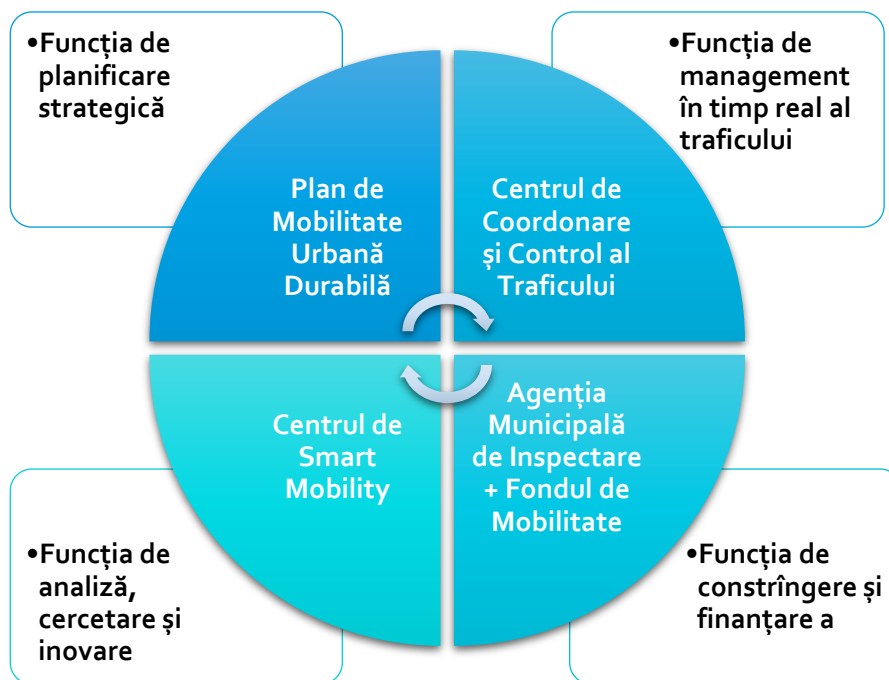 •Funcția de
planificare
strategică
•Funcția de
management
în timp real al
traficului
Plan de
Mobilitate
Urbană
Durabilă
Centrul de
Coordonare
și Control al
Traficului
Centrul de
Smart
Mobility
Agenția
Municipală
de Inspectare
+ Fondul de
Mobilitate
•Funcția de
analiză,
cercetare și
inovare
•Funcția de
constrîngere și
finanțare a